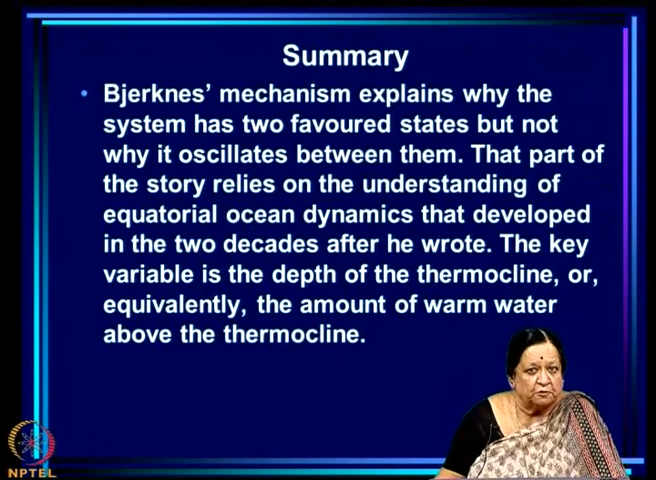 Summary
• Bjerknes' mechanism explains why the
system has two favoured states but not
why it oscillates between them. That part of
the story relies on the understanding of
equatorial ocean dynamics that developed
in the two decades after he wrote. The key
variable is the depth of the thermocline, or,
equivalently, the amount of warm water
above the thermocline.
NPTEL